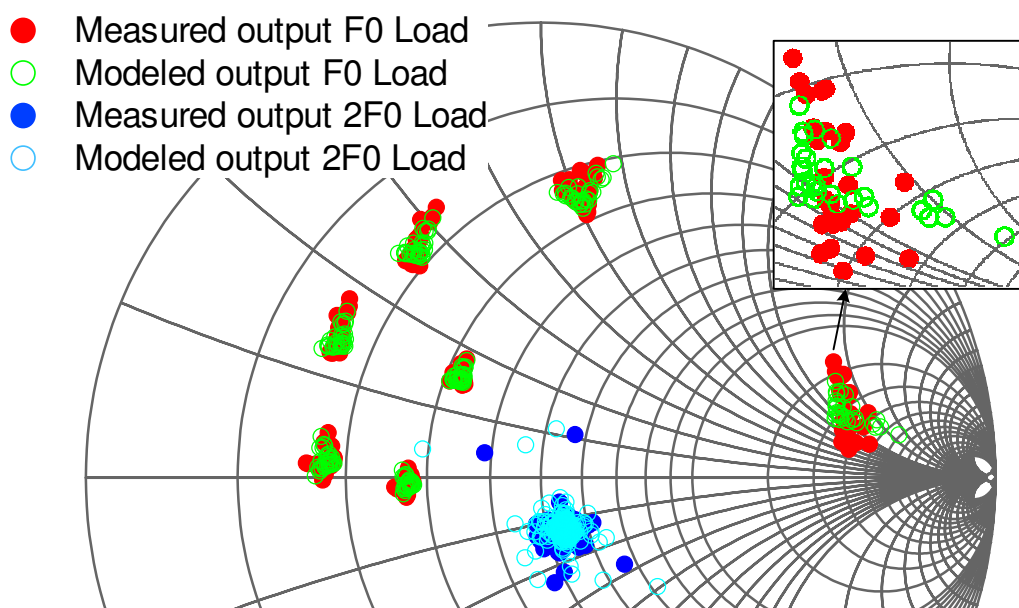 Measured output F0 Load
Modeled output F0 Load
Measured output 2F0 Load
Modeled output 2F0 Load